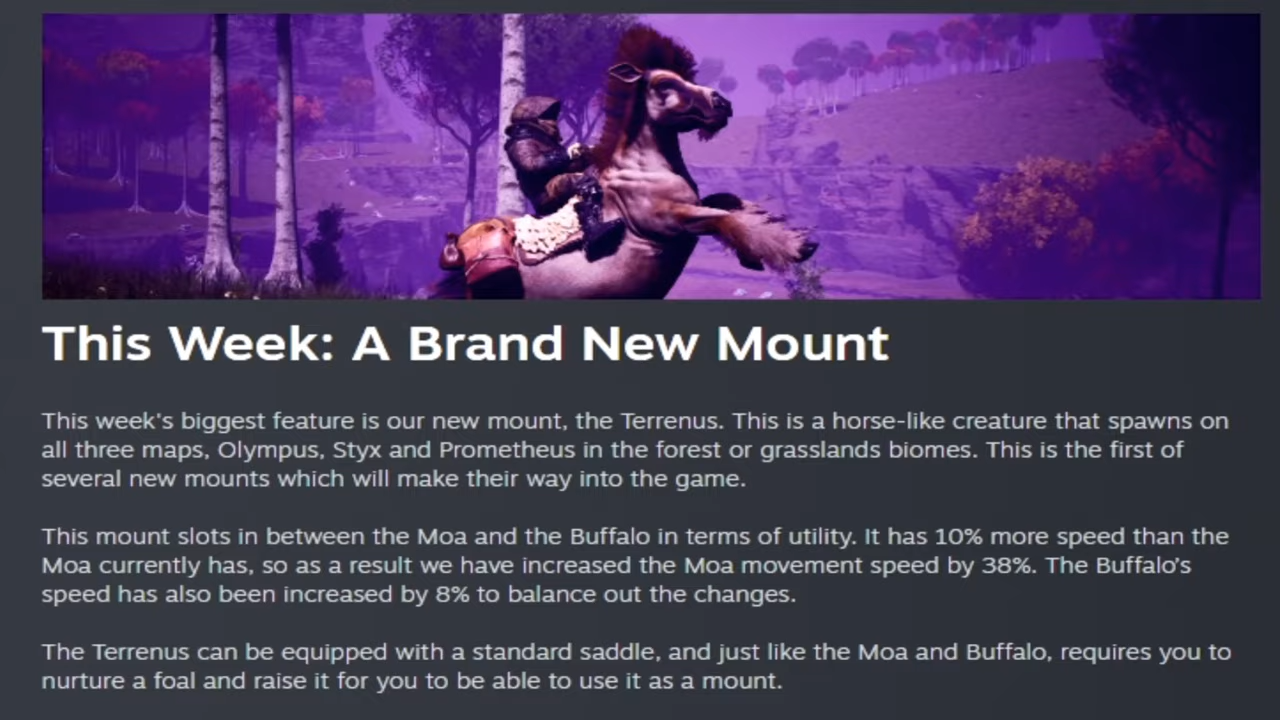 This Week: A Brand New Mount
This week's biggest feature is our new mount, the Terrenus. This is a horse-like creature that spawns on
all three maps, Olympus, Styx and Prometheus in the forest or grasslands biomes. This is the first of
several new mounts which will make their way into the game.
This mount slots in between the Moa and the Buffalo in terms of utility. It has 10% more speed than the
Moa currently has, so as a result we have increased the Moa movement speed by 38%. The Buffalo’s
speed has also been increased by 8% to balance out the changes.
The Terrenus can be equipped with a standard saddle, and just like the Moa and Buffalo, requires you to
nurture a foal and raise it for you to be able to use it as a mount.